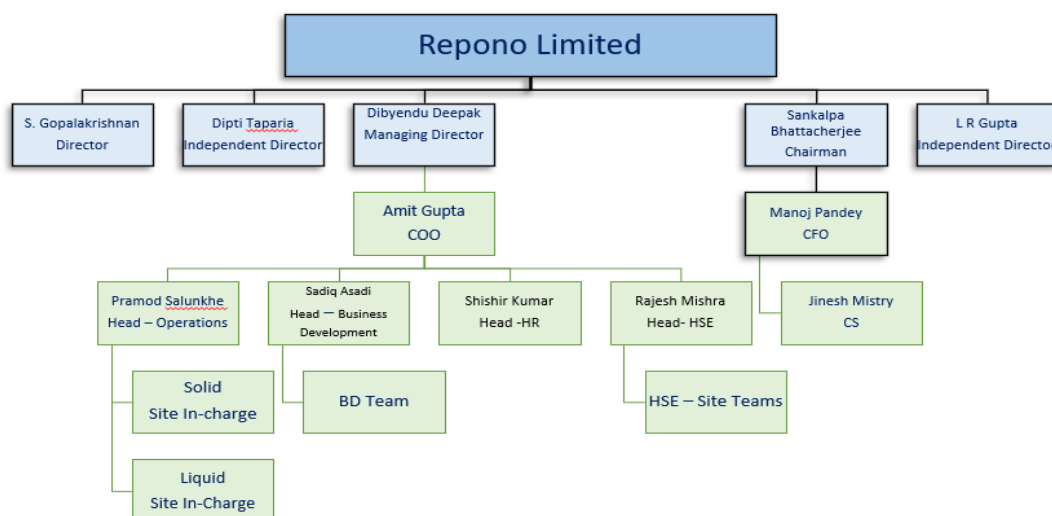 Repono Limited
S. Gopalakrishnan
Director
Dipti Taparia
Independent Director
Dibyendu Deepak
Managing Director
Sankalpa
Bhattacherjee
Chairman
L R Gupta
Independent Director
Amit Gupta
COO
Manoj Pandey
CFO
Pramod Salunkhe
Head – Operations
Sadiq Asadi
Head – Business
Development
Shishir Kumar
Head -HR
Rajesh Mishra
Head- HSE
Jinesh Mistry
CS
Solid
Site In-charge
BD Team
HSE – Site Teams
Liquid
Site In-Charge